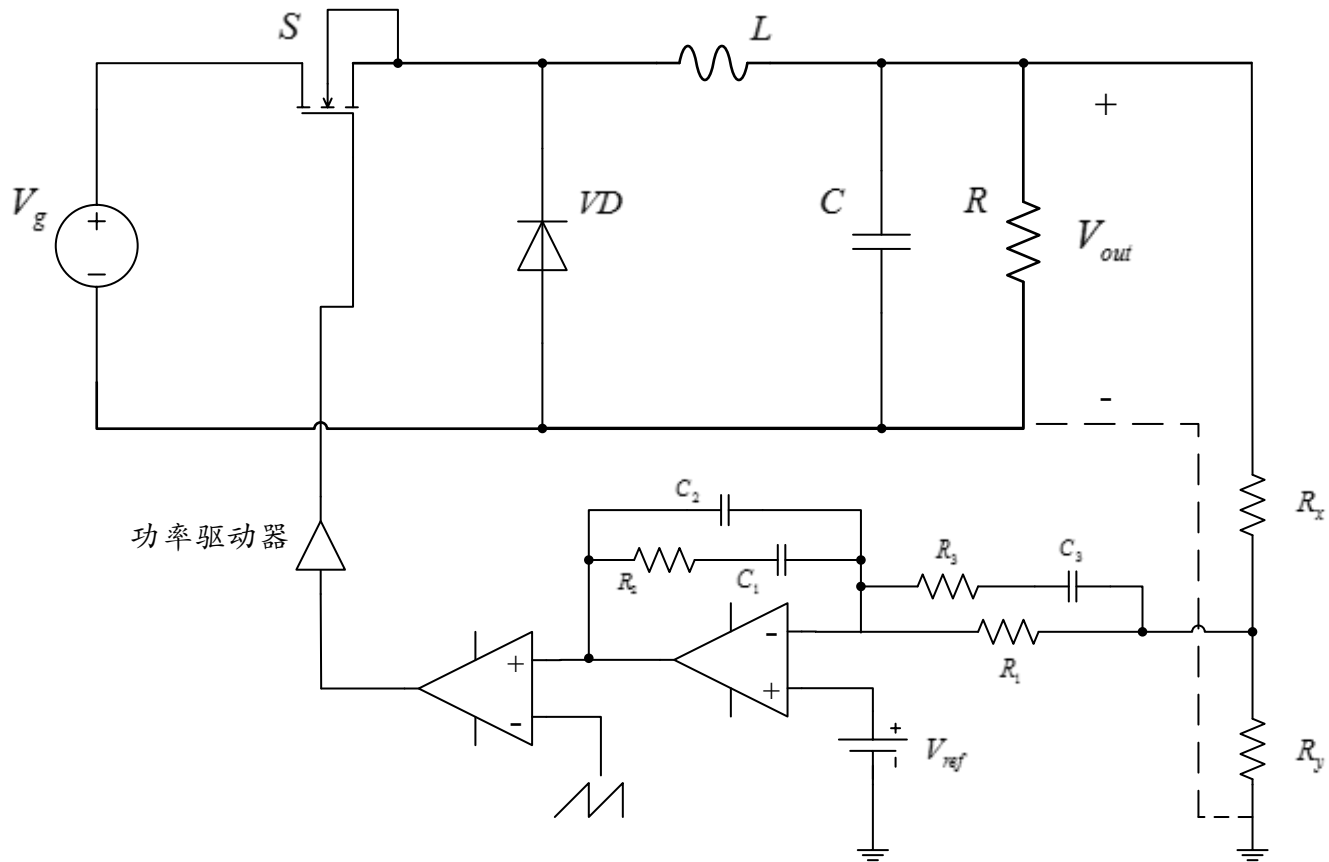 S
L
+
V_g
+
−
VD
C
R
V_out
-
C_2
R_x
功率驱动器
R_2
C_1
R_3
C_3
-
R_1
+
+
-
+
-
V_ref
R_y